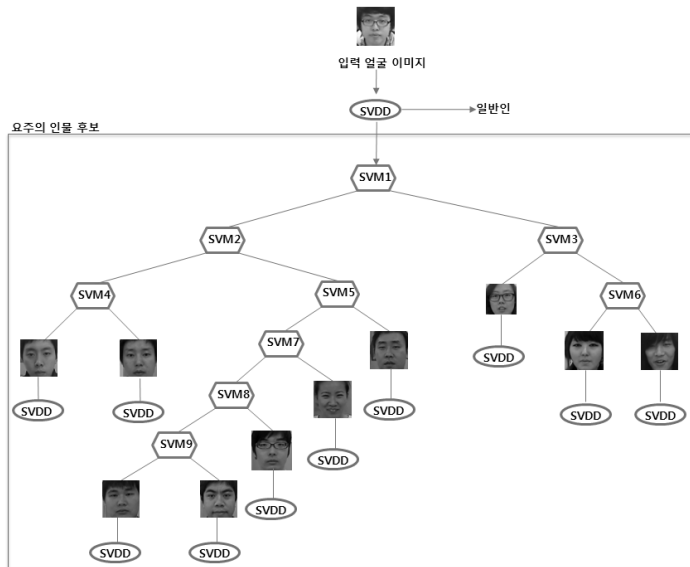 입력 얼굴 이미지
SVDD
일반인
요주의 인물 후보
SVM1
SVM2
SVM3
SVM4
SVM5
SVM6
SVM7
SVDD
SVM8
SVDD
SVDD
SVDD
SVDD
SVDD
SVM9
SVDD
SVDD
SVDD
SVDD